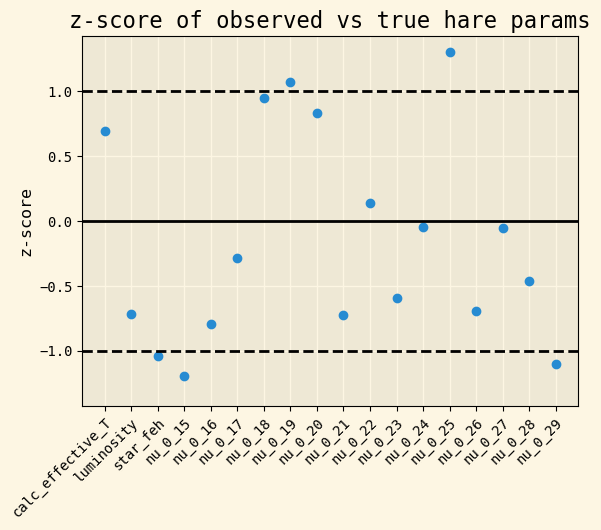 z-score of observed vs true hare params
z-score
1.0
0.5
0.0
−0.5
−1.0
calc_effective_T
luminosity
star_feh
nu_0_15
nu_0_16
nu_0_17
nu_0_18
nu_0_19
nu_0_20
nu_0_21
nu_0_22
nu_0_23
nu_0_24
nu_0_25
nu_0_26
nu_0_27
nu_0_28
nu_0_29